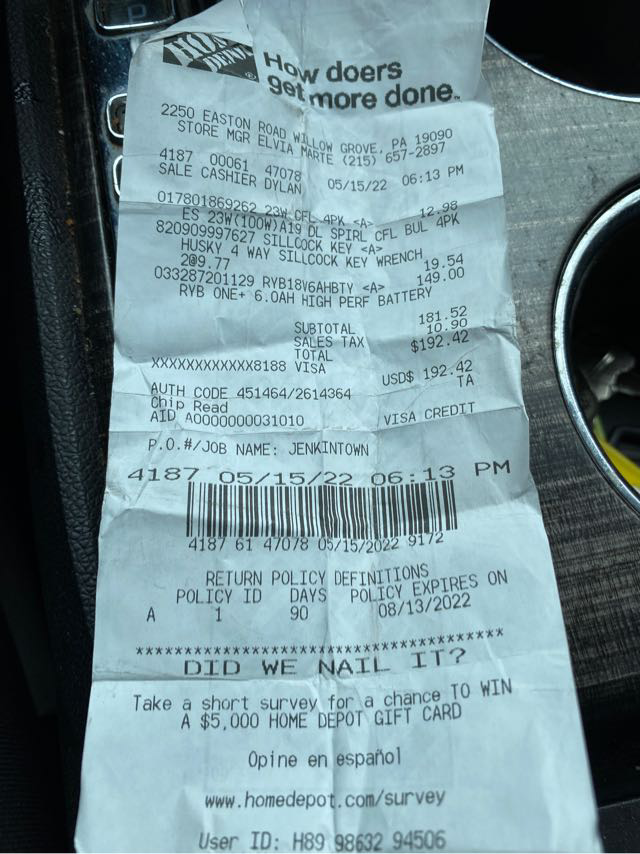 THE HOME DEPOT
How doers
get more done.
2250 EASTON ROAD WILLOW GROVE, PA 19090
STORE MGR ELVIA MARTE (215) 657-2897
4187 00061 47078 05/15/22 06:13 PM
SALE CASHIER DYLAN
017801869262 23W CFL 4PK <A> 12.98
ES 23W(100W)A19 DL SPIRL CFL BUL 4PK
820909997627 SILLCOCK KEY <A>
HUSKY 4 WAY SILLCOCK KEY WRENCH
2@9.77 19.54
033287201129 RYB18V6AHBTY <A> 149.00
RYB ONE+ 6.0AH HIGH PERF BATTERY
SUBTOTAL 181.52
SALES TAX 10.90
TOTAL $192.42
XXXXXXXXXXXX8188 VISA
USD$ 192.42
AUTH CODE 451464/2614364 TA
Chip Read
AID A0000000031010 VISA CREDIT
P.O.#/JOB NAME: JENKINTOWN
4187 05/15/22 06:13 PM
4187 61 47078 05/15/2022 9172
RETURN POLICY DEFINITIONS
POLICY ID DAYS POLICY EXPIRES ON
A 1 90 08/13/2022
****************************************
DID WE NAIL IT?
Take a short survey for a chance TO WIN
A $5,000 HOME DEPOT GIFT CARD
Opine en español
www.homedepot.com/survey
User ID: H89 98632 94506